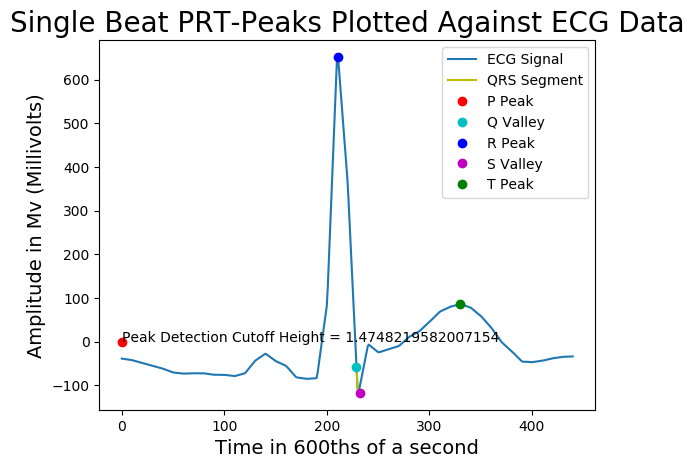 Single Beat PRT-Peaks Plotted Against ECG Data
ECG Signal
QRS Segment
P Peak
Q Valley
R Peak
S Valley
T Peak
Amplitude in Mv (Millivolts)
600
500
400
300
200
100
0
−100
Peak Detection Cutoff Height = 1.4748219582007154
0
100
200
300
400
Time in 600ths of a second